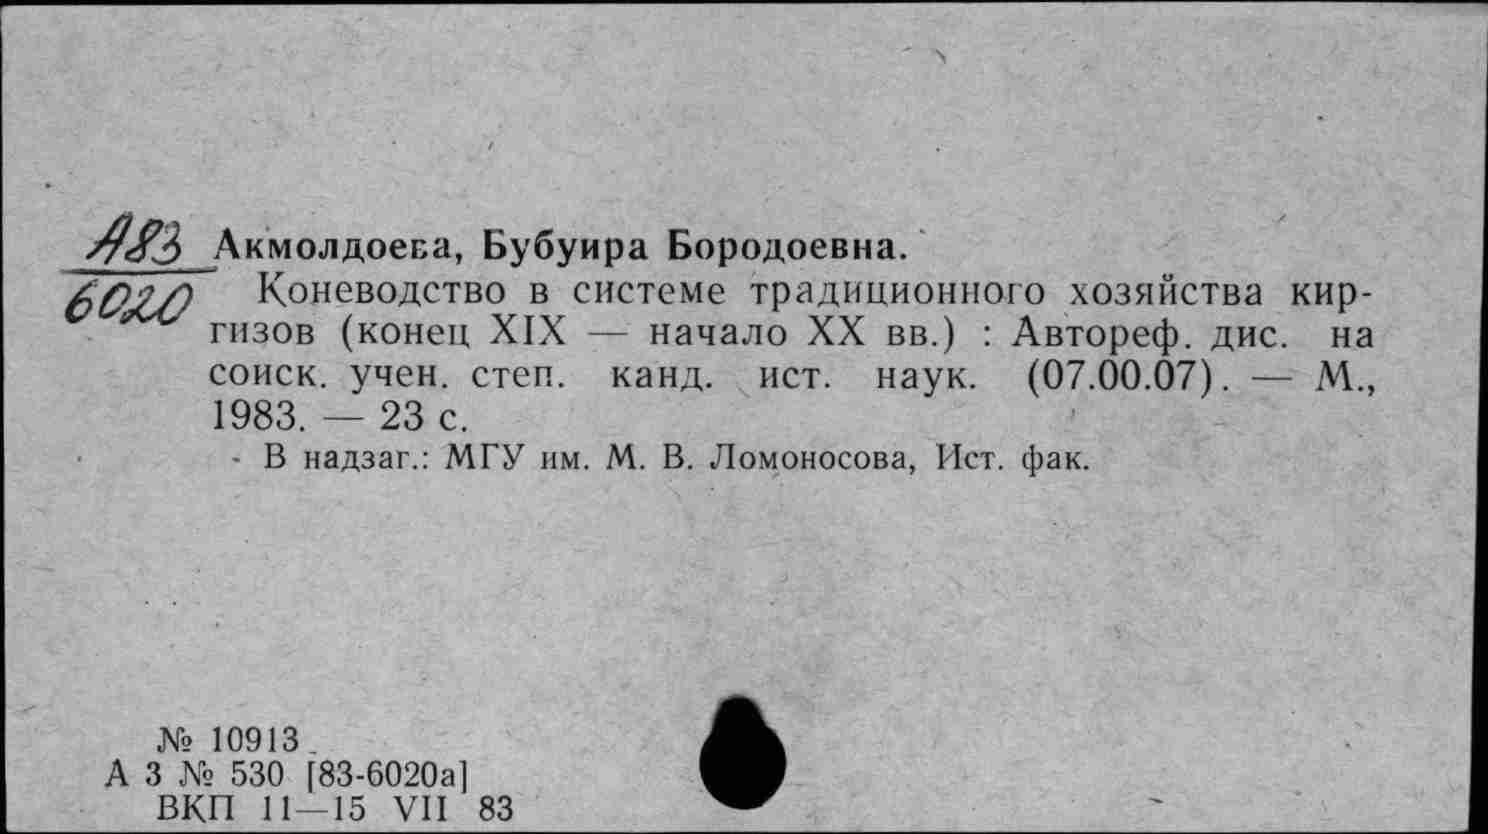 А83 Акмолдоева, Бубуира Бородоевна.
6020 Коневодство в системе традиционного хозяйства кир-
гизов (конец XIX — начало XX вв.) : Автореф. дис. на
соиск. учен. степ. канд. ист. наук. (07.00.07). — М.,
1983. — 23 с.
В надзаг.: МГУ им. М. В. Ломоносова, Ист. фак.
№ 10913
А 3 № 530 [83-6020а]
ВКП 11—15 VII 83